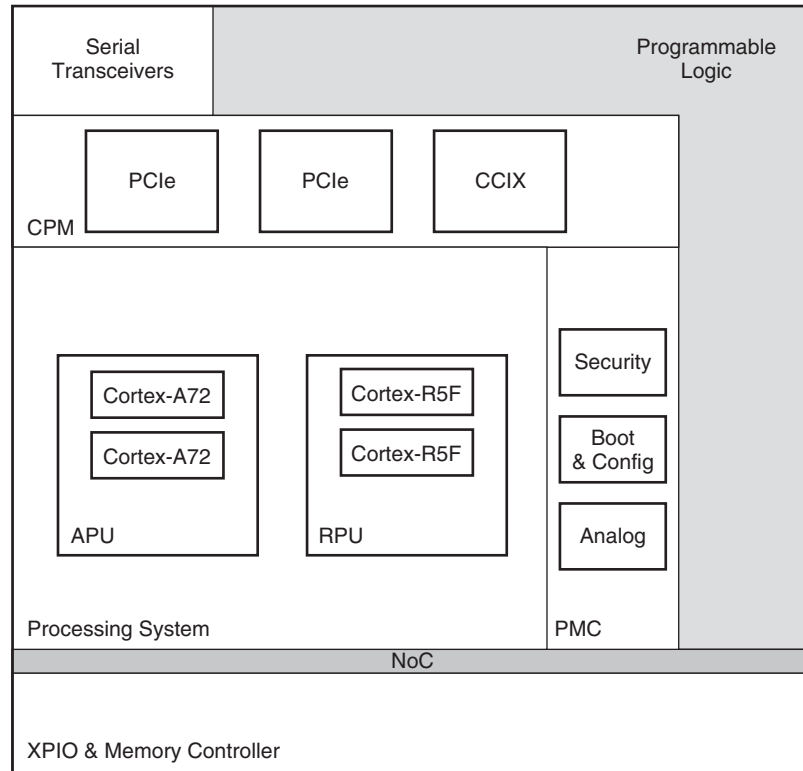 Serial
Transceivers
Programmable
Logic
PCIe
PCIe
CCIX
CPM
Security
Cortex-A72
Cortex-R5F
Cortex-A72
Cortex-R5F
Boot
& Config
APU
RPU
Analog
Processing System
PMC
NoC
XPIO & Memory Controller